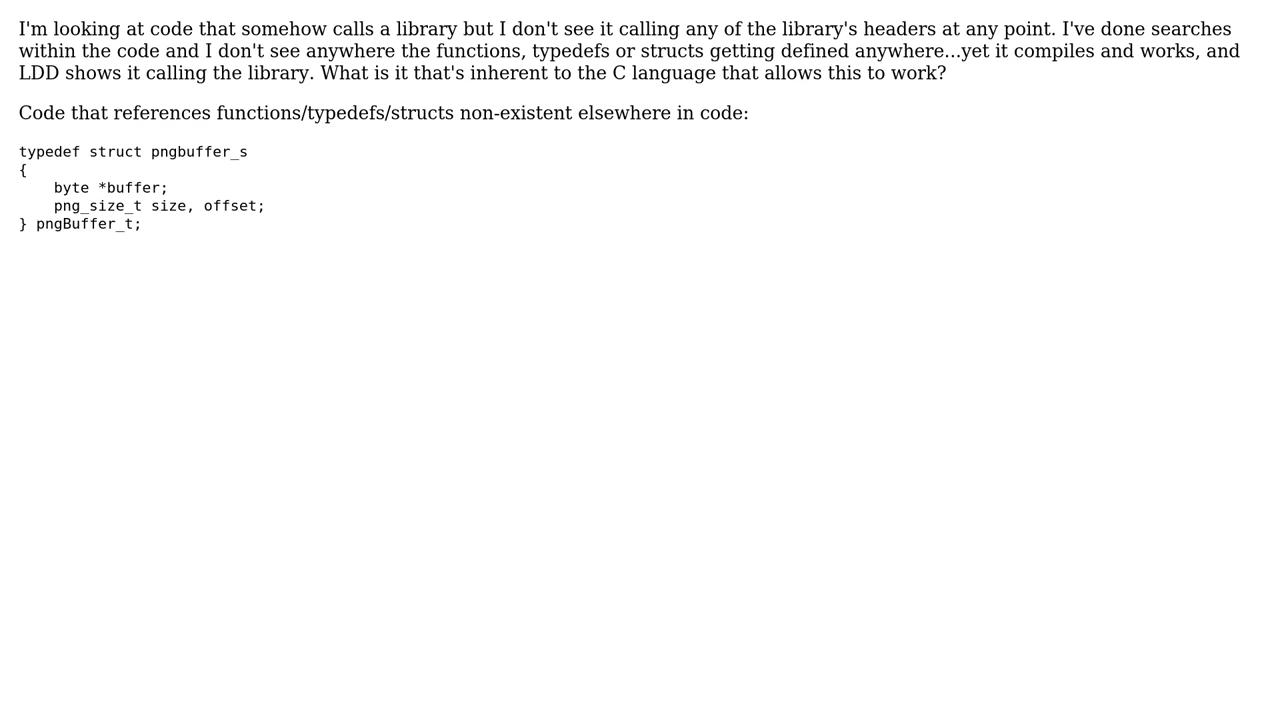 I'm looking at code that somehow calls a library but I don't see it calling any of the library's headers at any point. I've done searches
within the code and I don't see anywhere the functions, typedefs or structs getting defined anywhere...yet it compiles and works, and
LDD shows it calling the library. What is it that's inherent to the C language that allows this to work?
Code that references functions/typedefs/structs non-existent elsewhere in code:
typedef struct pngbuffer_s
{
    byte *buffer;
    png_size_t size, offset;
} pngBuffer_t;